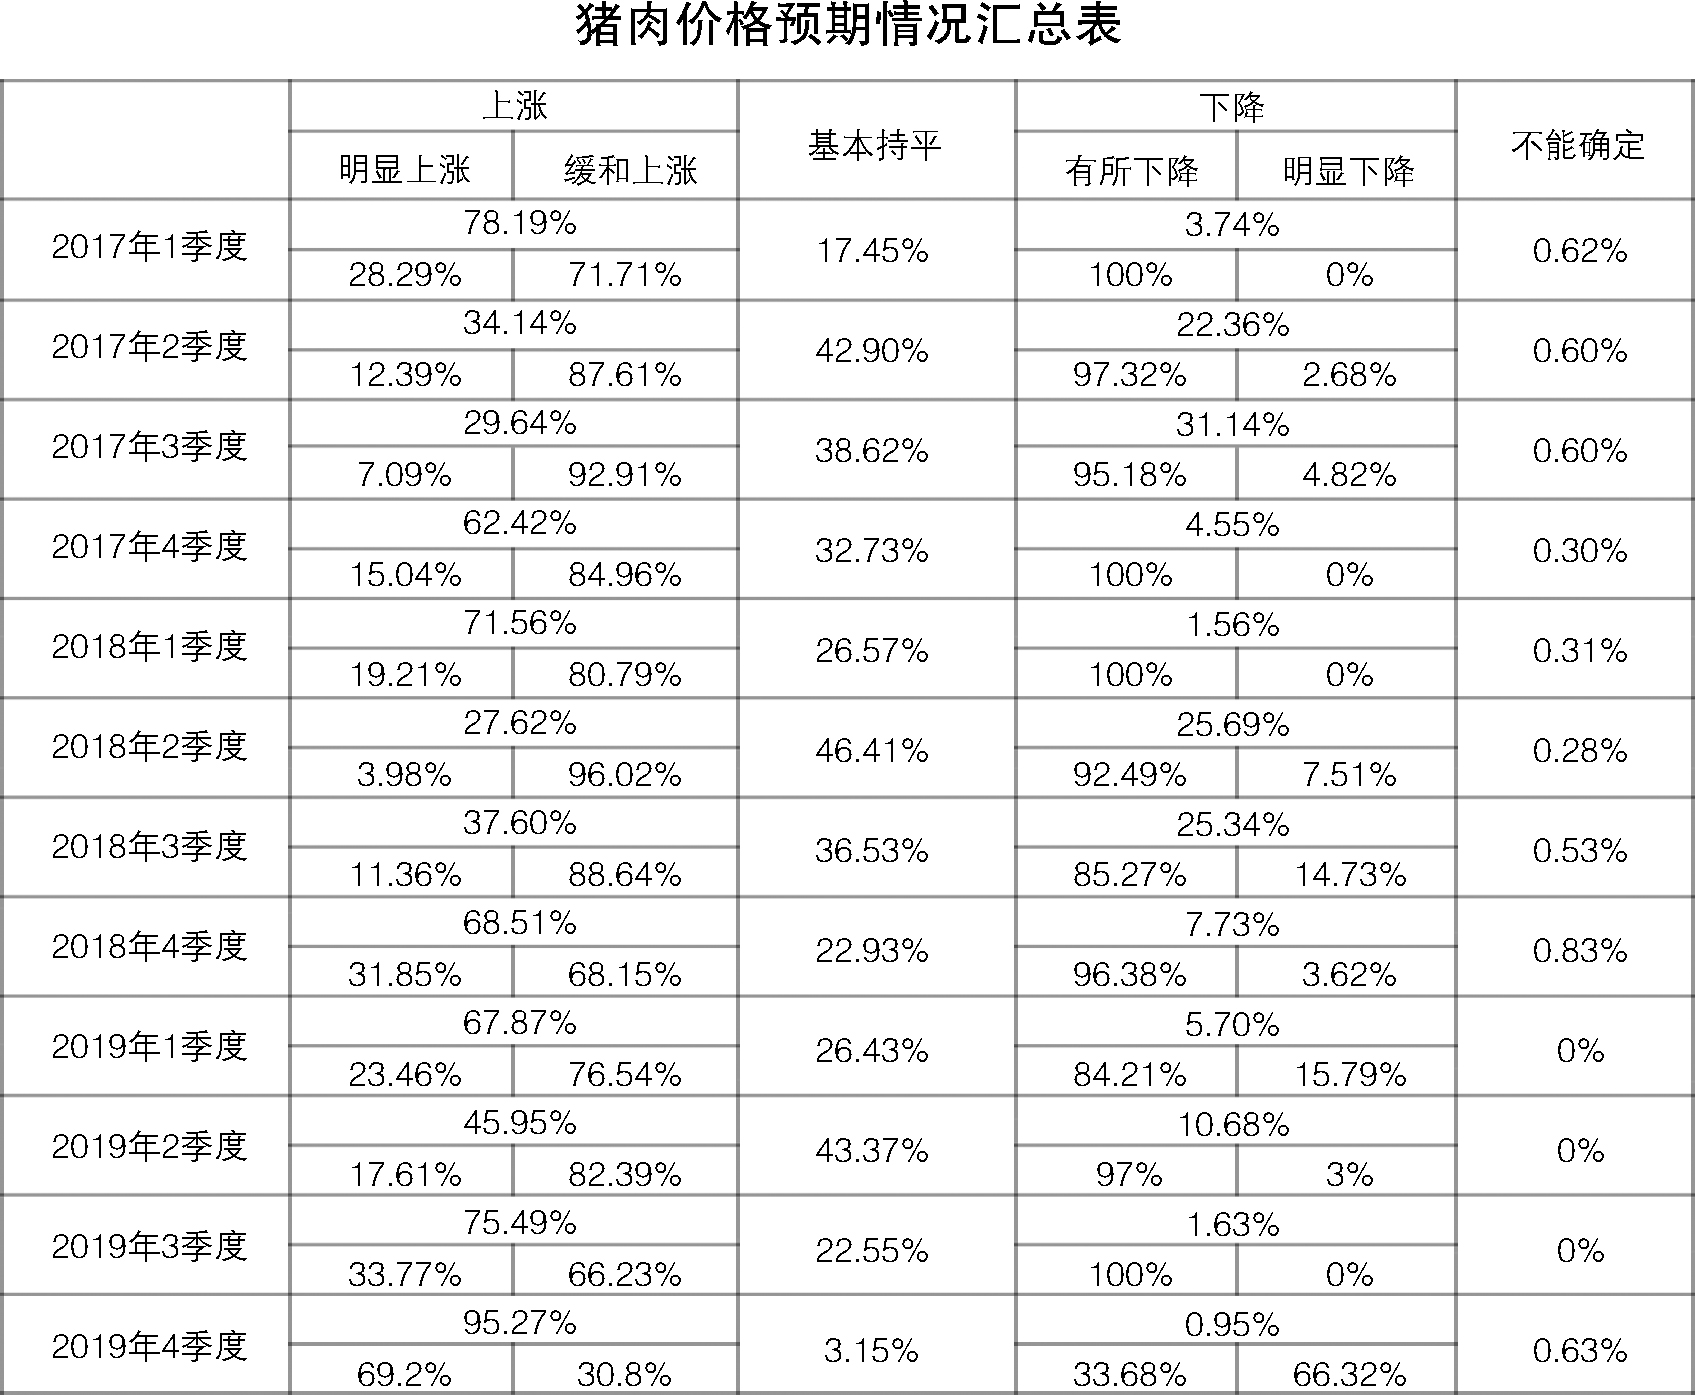 猪肉价格预期情况汇总表
上涨 基本持平 下降 不能确定
明显上涨 缓和上涨 有所下降 明显下降
2017年1季度 78.19% 17.45% 3.74% 0.62%
28.29% 71.71% 100% 0%
2017年2季度 34.14% 42.90% 22.36% 0.60%
12.39% 87.61% 97.32% 2.68%
2017年3季度 29.64% 38.62% 31.14% 0.60%
7.09% 92.91% 95.18% 4.82%
2017年4季度 62.42% 32.73% 4.55% 0.30%
15.04% 84.96% 100% 0%
2018年1季度 71.56% 26.57% 1.56% 0.31%
19.21% 80.79% 100% 0%
2018年2季度 27.62% 46.41% 25.69% 0.28%
3.98% 96.02% 92.49% 7.51%
2018年3季度 37.60% 36.53% 25.34% 0.53%
11.36% 88.64% 85.27% 14.73%
2018年4季度 68.51% 22.93% 7.73% 0.83%
31.85% 68.15% 96.38% 3.62%
2019年1季度 67.87% 26.43% 5.70% 0%
23.46% 76.54% 84.21% 15.79%
2019年2季度 45.95% 43.37% 10.68% 0%
17.61% 82.39% 97% 3%
2019年3季度 75.49% 22.55% 1.63% 0%
33.77% 66.23% 100% 0%
2019年4季度 95.27% 3.15% 0.95% 0.63%
69.2% 30.8% 33.68% 66.32%